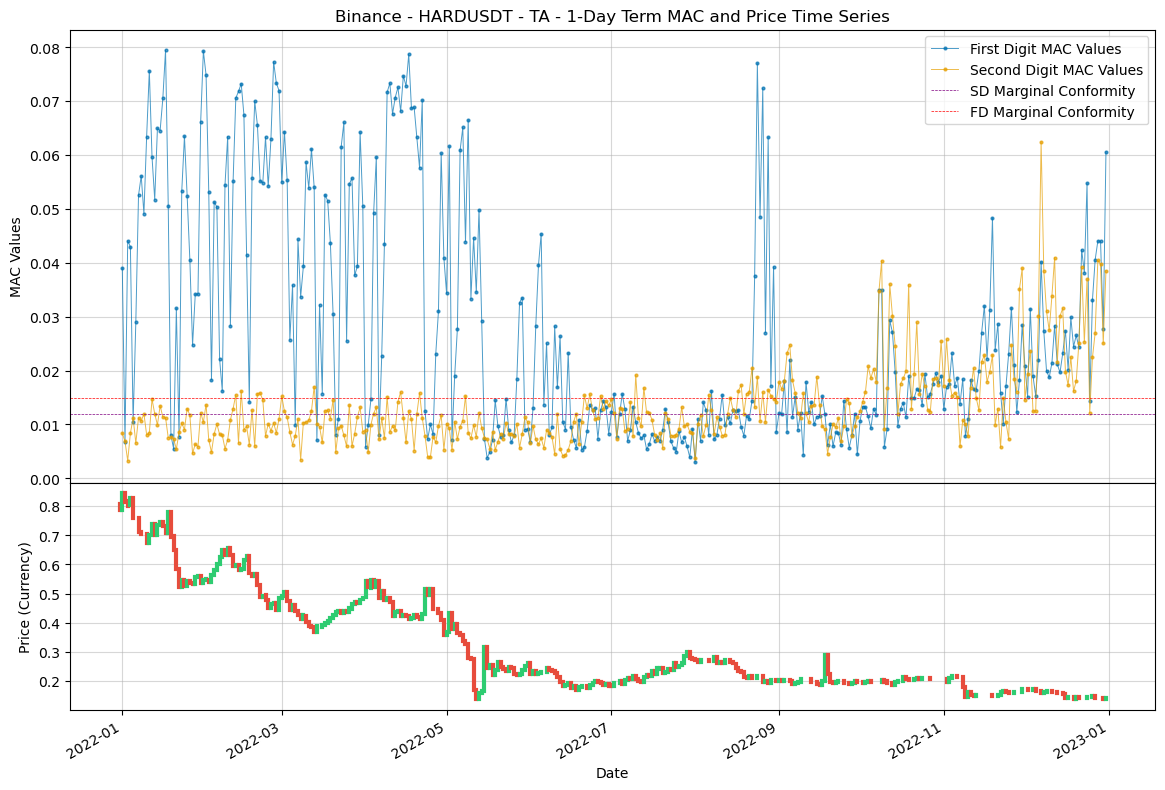 Binance - HARDUSDT - TA - 1-Day Term MAC and Price Time Series
First Digit MAC Values
Second Digit MAC Values
SD Marginal Conformity
FD Marginal Conformity
MAC Values
0.08
0.07
0.06
0.05
0.04
0.03
0.02
0.01
0.00
Price (Currency)
0.8
0.7
0.6
0.5
0.4
0.3
0.2
2022-01
2022-03
2022-05
2022-07
2022-09
2022-11
2023-01
Date